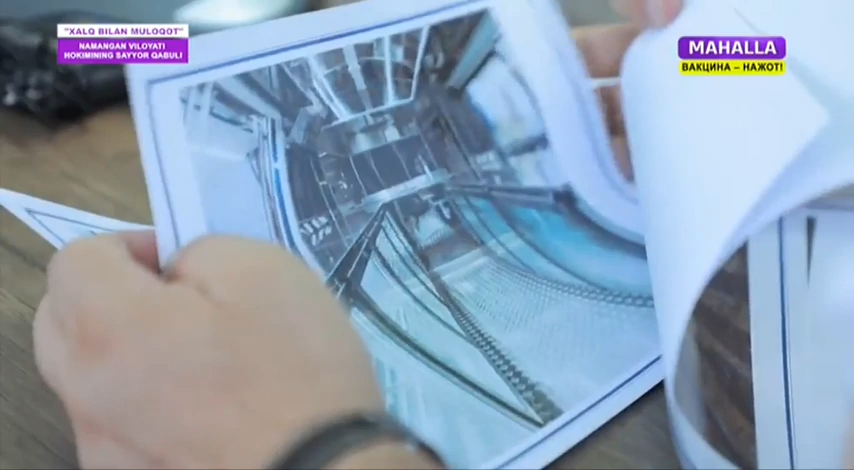 "XALQ BILAN MULOQOT"
NAMANGAN VILOYATI
HOKIMINING SAYYOR QABULI
MAHALLA
ВАКЦИНА – НАЖОТ!